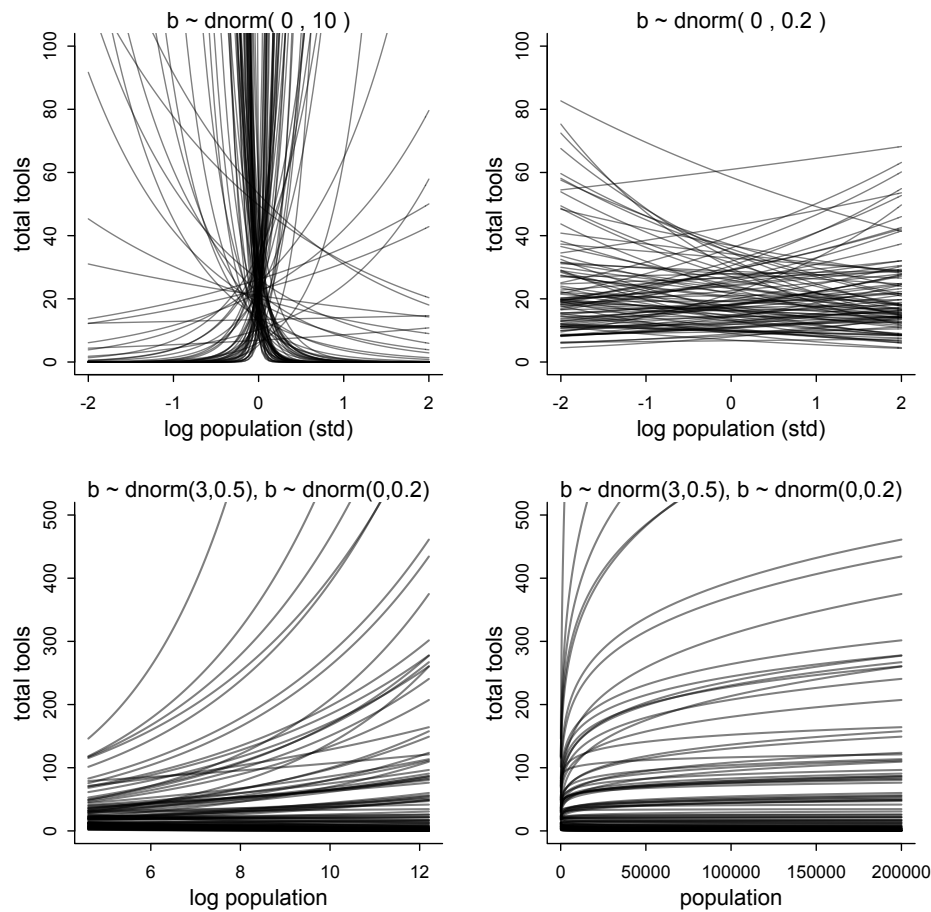 b ~ dnorm( 0 , 10 )
total tools
0 20 40 60 80 100
-2 -1 0 1 2
log population (std)
b ~ dnorm( 0 , 0.2 )
total tools
0 20 40 60 80 100
-2 -1 0 1 2
log population (std)
b ~ dnorm(3,0.5), b ~ dnorm(0,0.2)
total tools
0 100 200 300 400 500
6 8 10 12
log population
b ~ dnorm(3,0.5), b ~ dnorm(0,0.2)
total tools
0 100 200 300 400 500
0 50000 100000 150000 200000
population